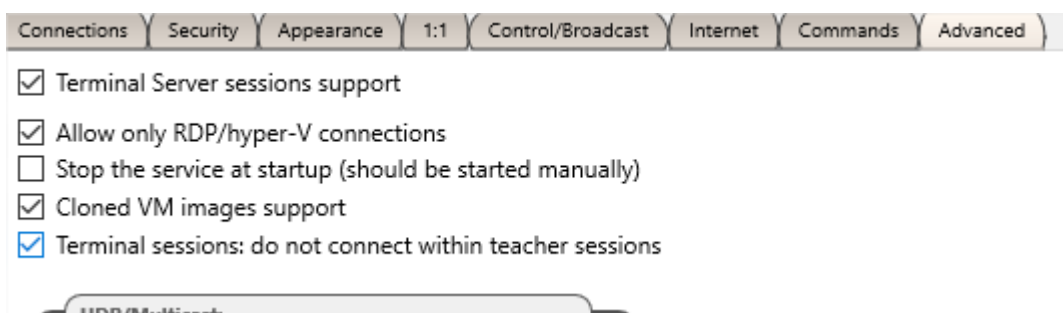 Connections Security Appearance 1:1 Control/Broadcast Internet Commands Advanced
Terminal Server sessions support
Allow only RDP/hyper-V connections
Stop the service at startup (should be started manually)
Cloned VM images support
Terminal sessions: do not connect within teacher sessions